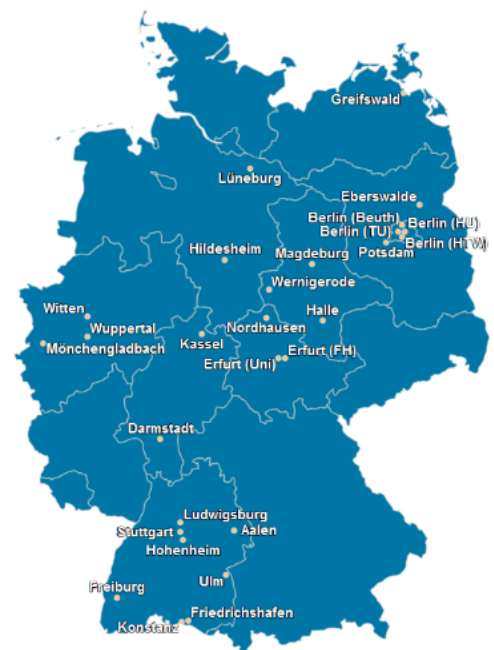 Greifswald
Lüneburg
Eberswalde
Berlin (Beuth)
Berlin (HU)
Berlin (TU)
Berlin (HTW)
Potsdam
Hildesheim
Magdeburg
Wernigerode
Witten
Halle
Nordhausen
Wuppertal
Kassel
Mönchengladbach
Erfurt (FH)
Erfurt (Uni)
Darmstadt
Ludwigsburg
Stuttgart
Aalen
Hohenheim
Ulm
Freiburg
Friedrichshafen
Konstanz